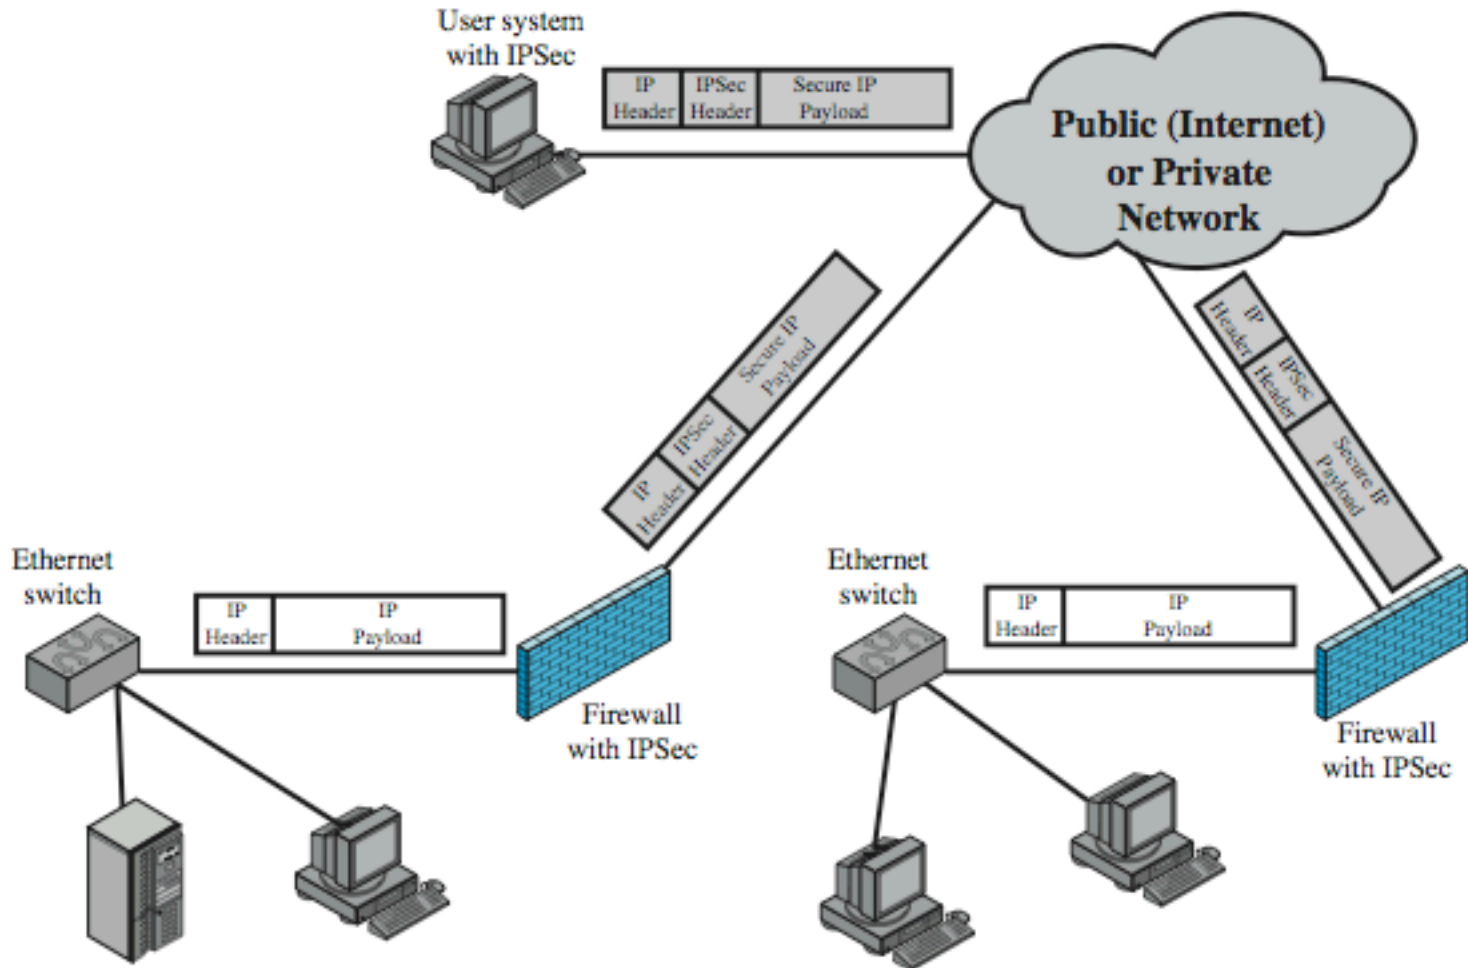 User system
with IPSec
IP
Header
IPSec
Header
Secure IP
Payload
Public (Internet)
or Private
Network
IP
Header
IPSec
Header
Secure IP
Payload
IP
Header
IPSec
Header
Secure IP
Payload
Ethernet
switch
IP
Header
IP
Payload
Firewall
with IPSec
Ethernet
switch
IP
Header
IP
Payload
Firewall
with IPSec